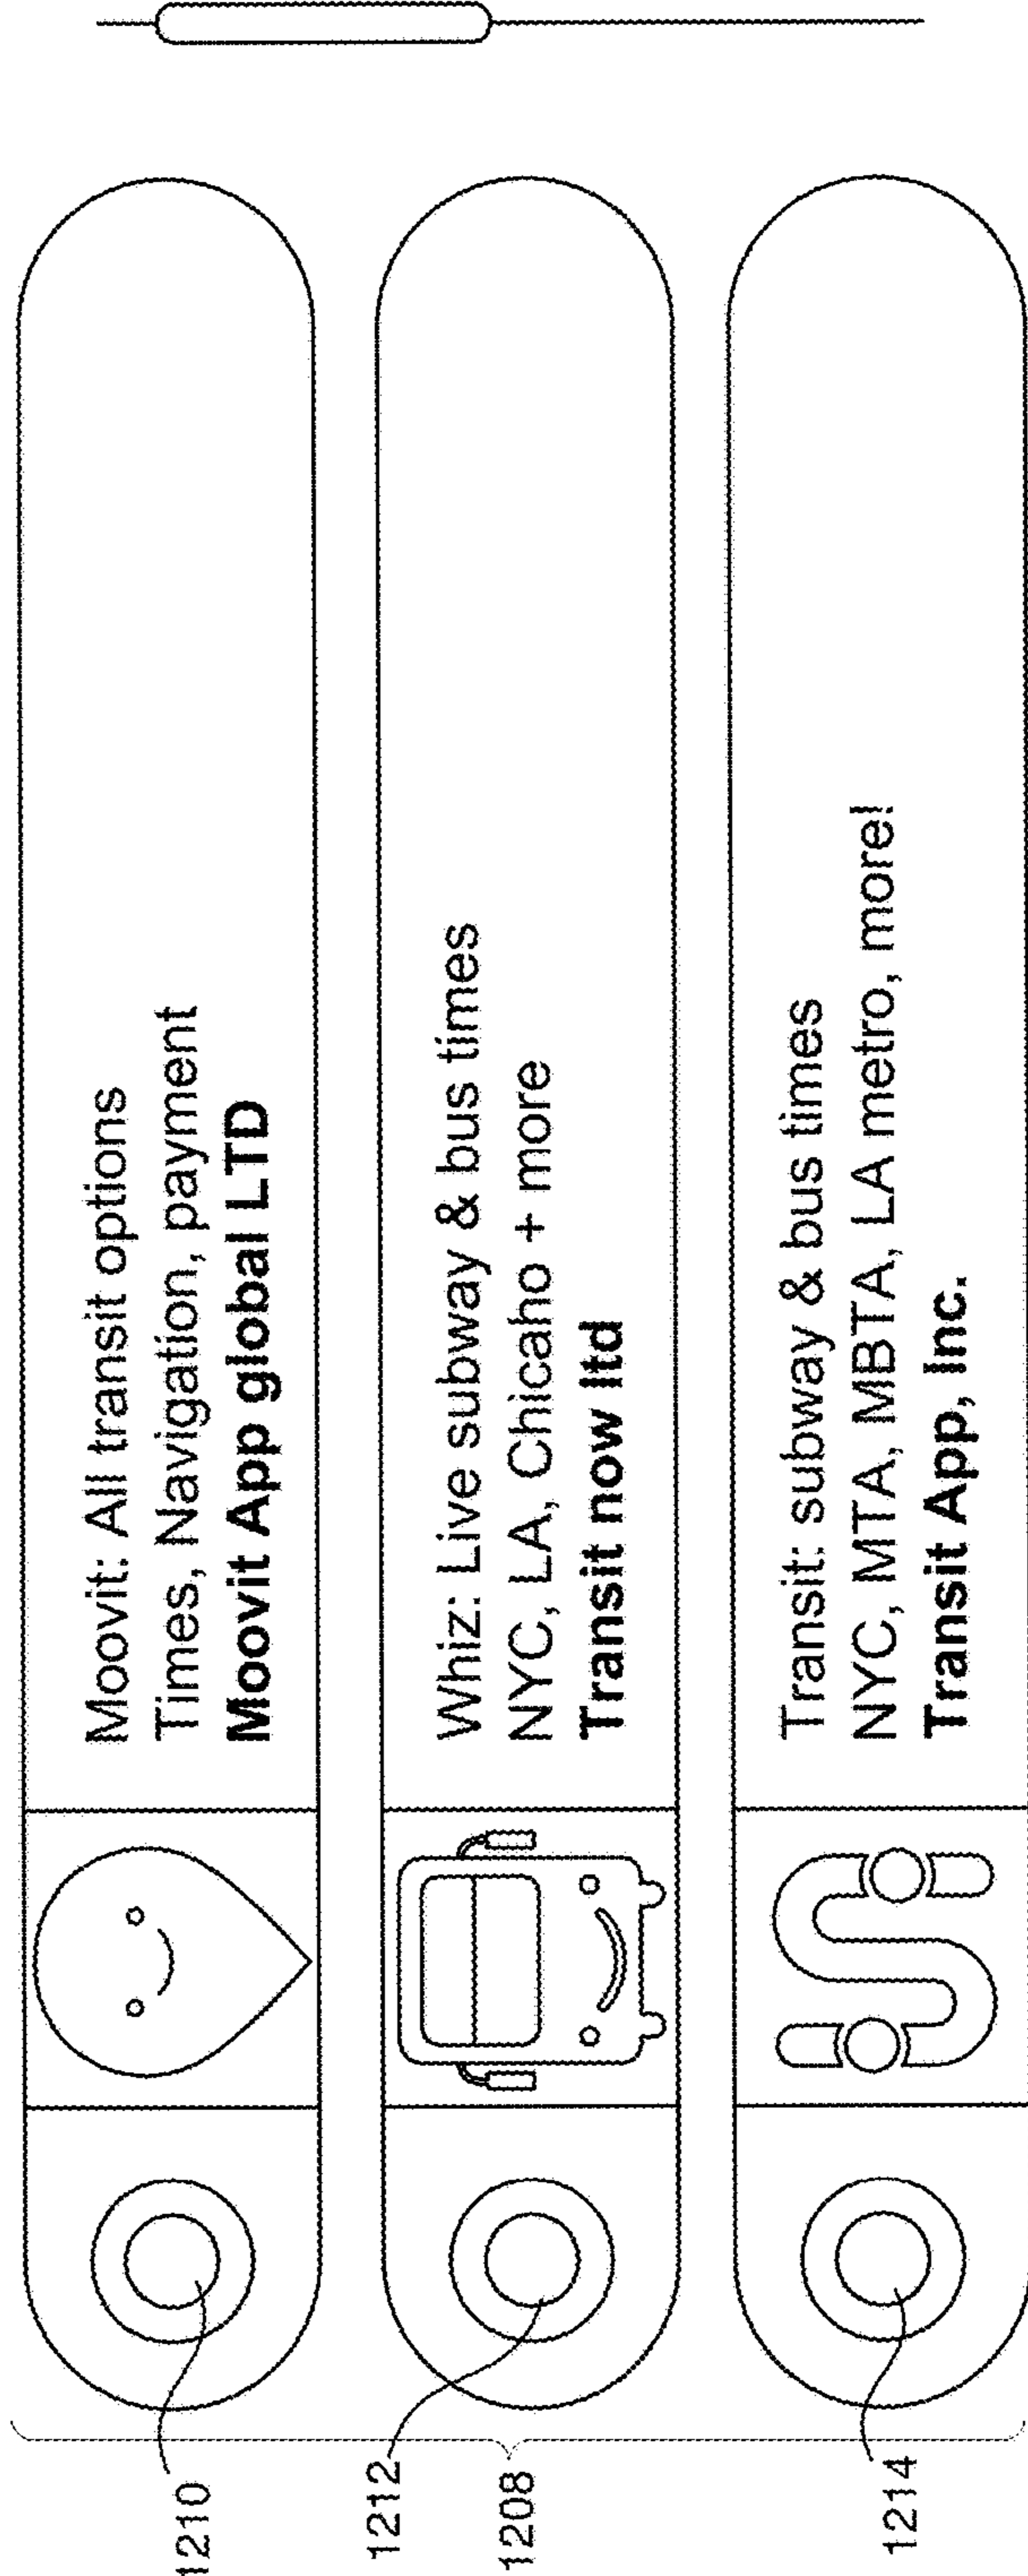 Moovit: All transit options
Times, Navigation, payment
Moovit App global LTD
1210
Whiz: Live subway & bus times
NYC, LA, Chicaho + more
Transit now ltd
1212
1208
Transit: subway & bus times
NYC, MTA, MBTA, LA metro, more!
Transit App, Inc.
1214